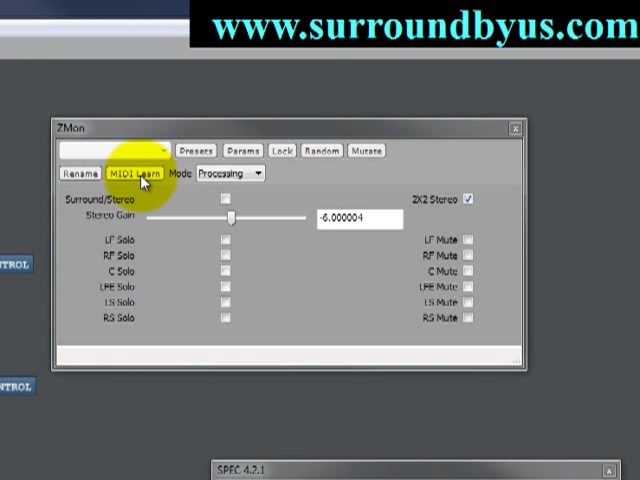 www.surroundbyus.com
ZMon
Presets Params Lock Random Mutate
Rename MIDI Learn Mode Processing
Surround/Stereo 2X2 Stereo
Stereo Gain -6.000004
LF Solo LF Mute
RF Solo RF Mute
C Solo C Mute
LFE Solo LFE Mute
LS Solo LS Mute
RS Solo RS Mute
NTROL
NTROL
SPEC 4.2.1